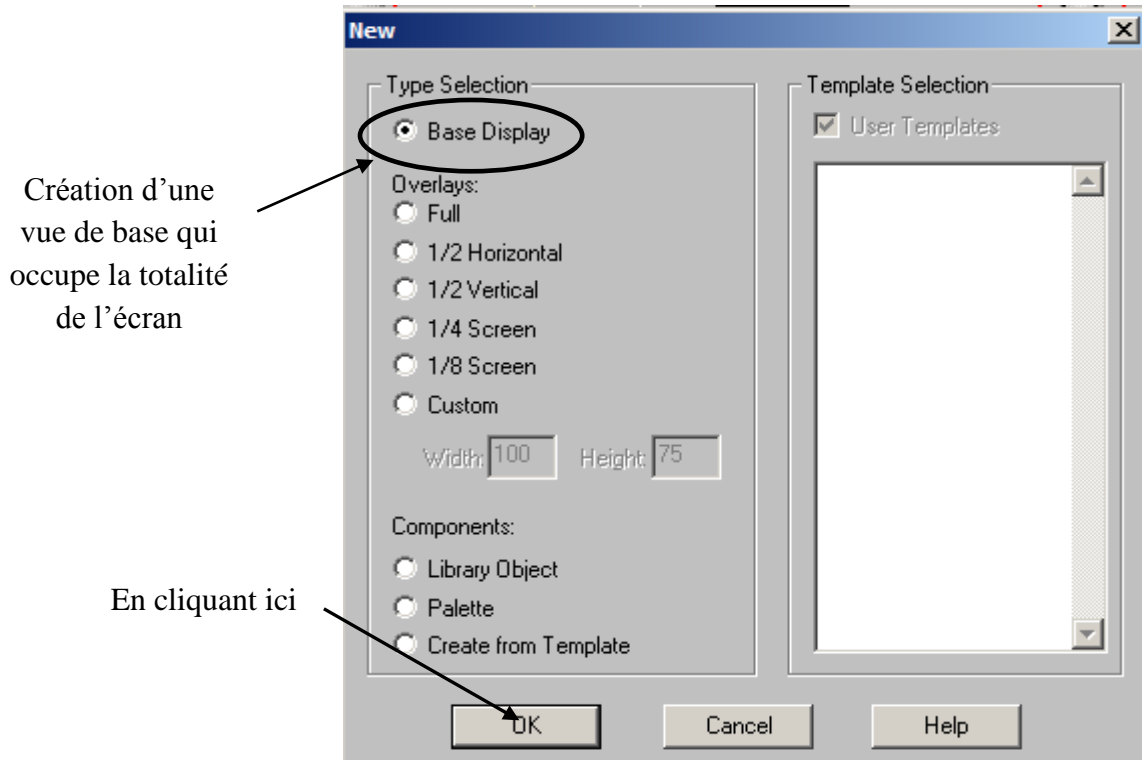 New
Type Selection
Base Display
Overlays:
Full
1/2 Horizontal
1/2 Vertical
1/4 Screen
1/8 Screen
Custom
Width: 100 Height: 75
Components:
Library Object
Palette
Create from Template
Template Selection
User Templates
OK Cancel Help
Création d’une
vue de base qui
occupe la totalité
de l’écran
En cliquant ici